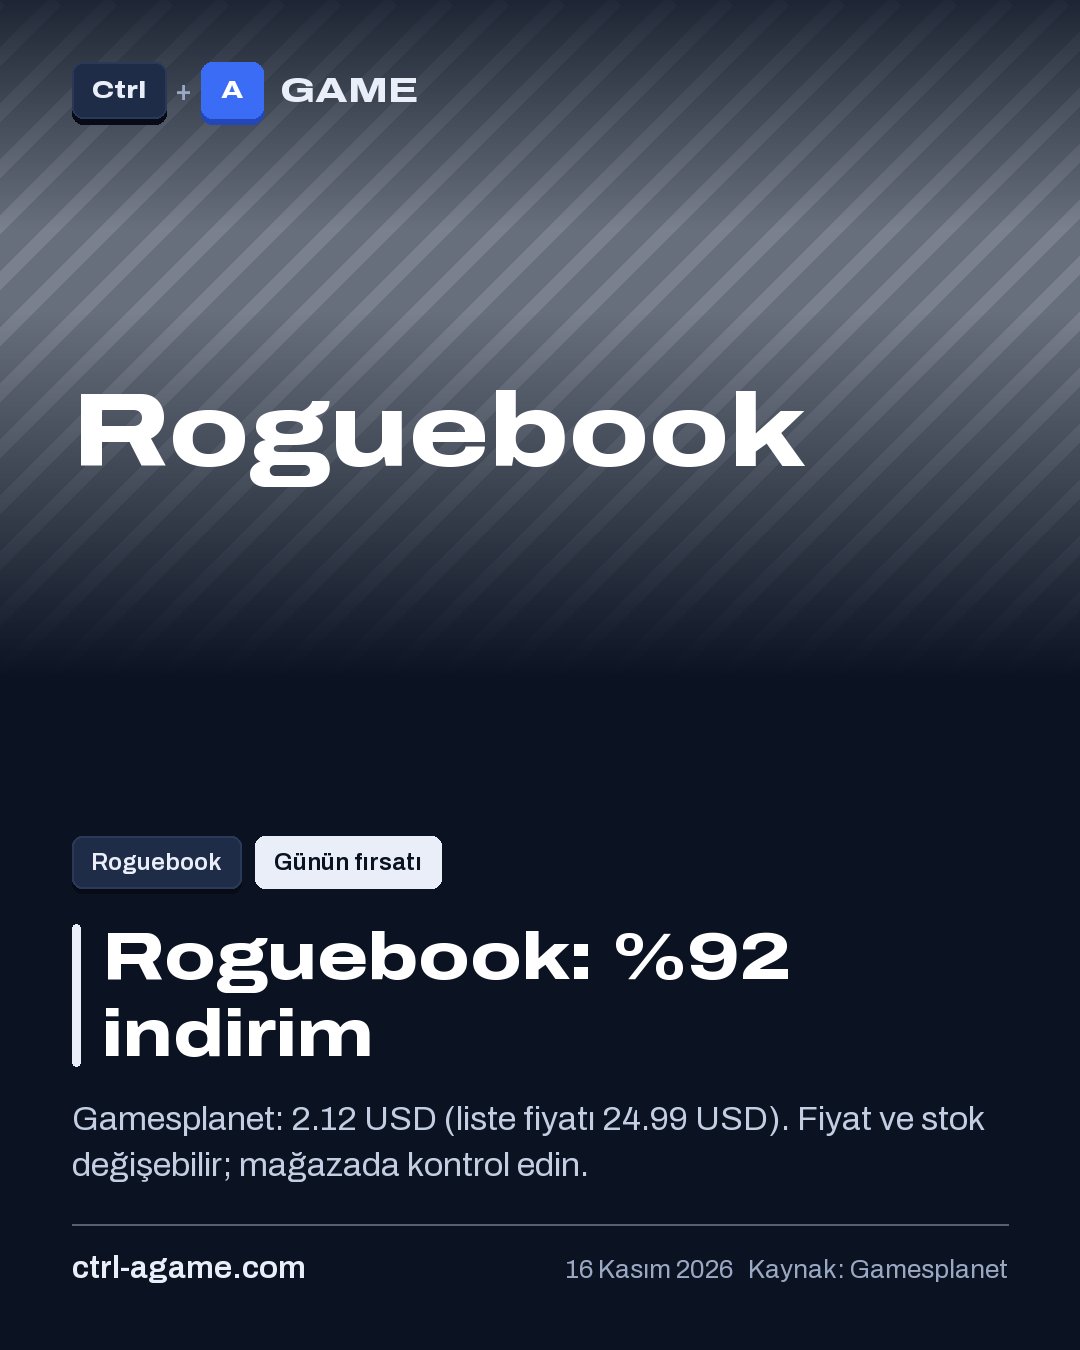 Ctrl + A GAME
Roguebook
Roguebook Günün fırsatı
Roguebook: %92
indirim
Gamesplanet: 2.12 USD (liste fiyatı 24.99 USD). Fiyat ve stok
değişebilir; mağazada kontrol edin.
ctrl-agame.com 16 Kasım 2026 Kaynak: Gamesplanet